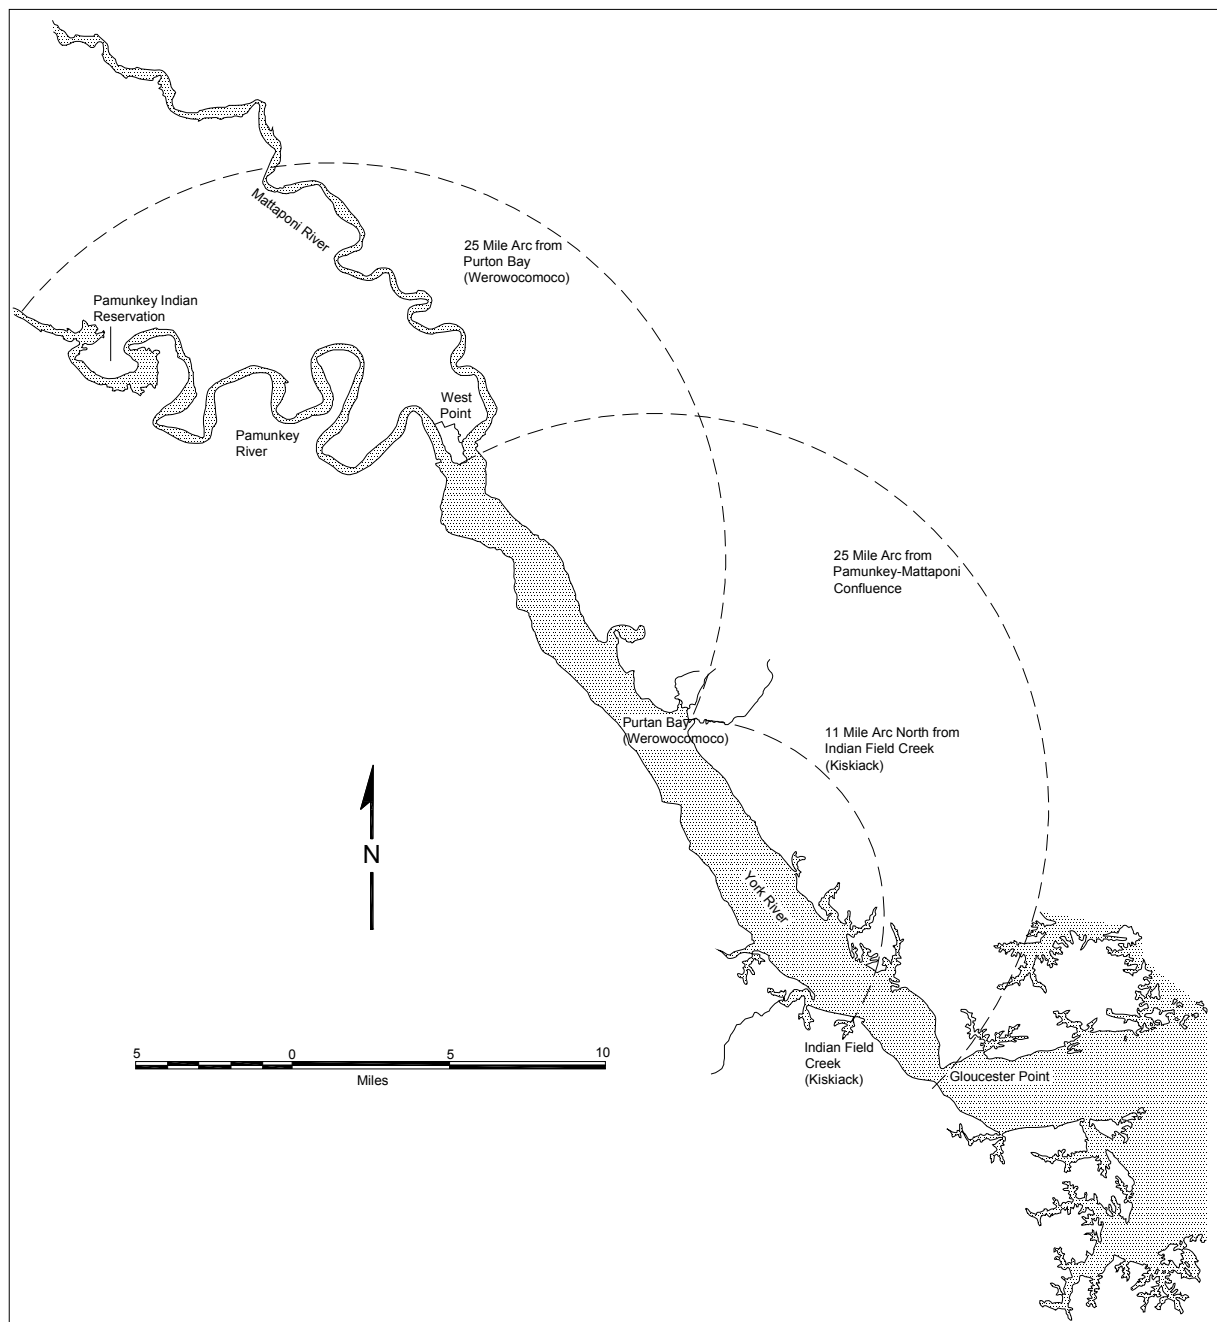 Mattaponi River
25 Mile Arc from
Purton Bay
(Werowocomoco)
Pamunkey Indian
Reservation
West
Point
Pamunkey
River
25 Mile Arc from
Pamunkey-Mattaponi
Confluence
Purtan Bay
(Werowocomoco)
11 Mile Arc North from
Indian Field Creek
(Kiskiack)
N
York River
Indian Field
Creek
(Kiskiack)
Gloucester Point
5 0 5 10
Miles